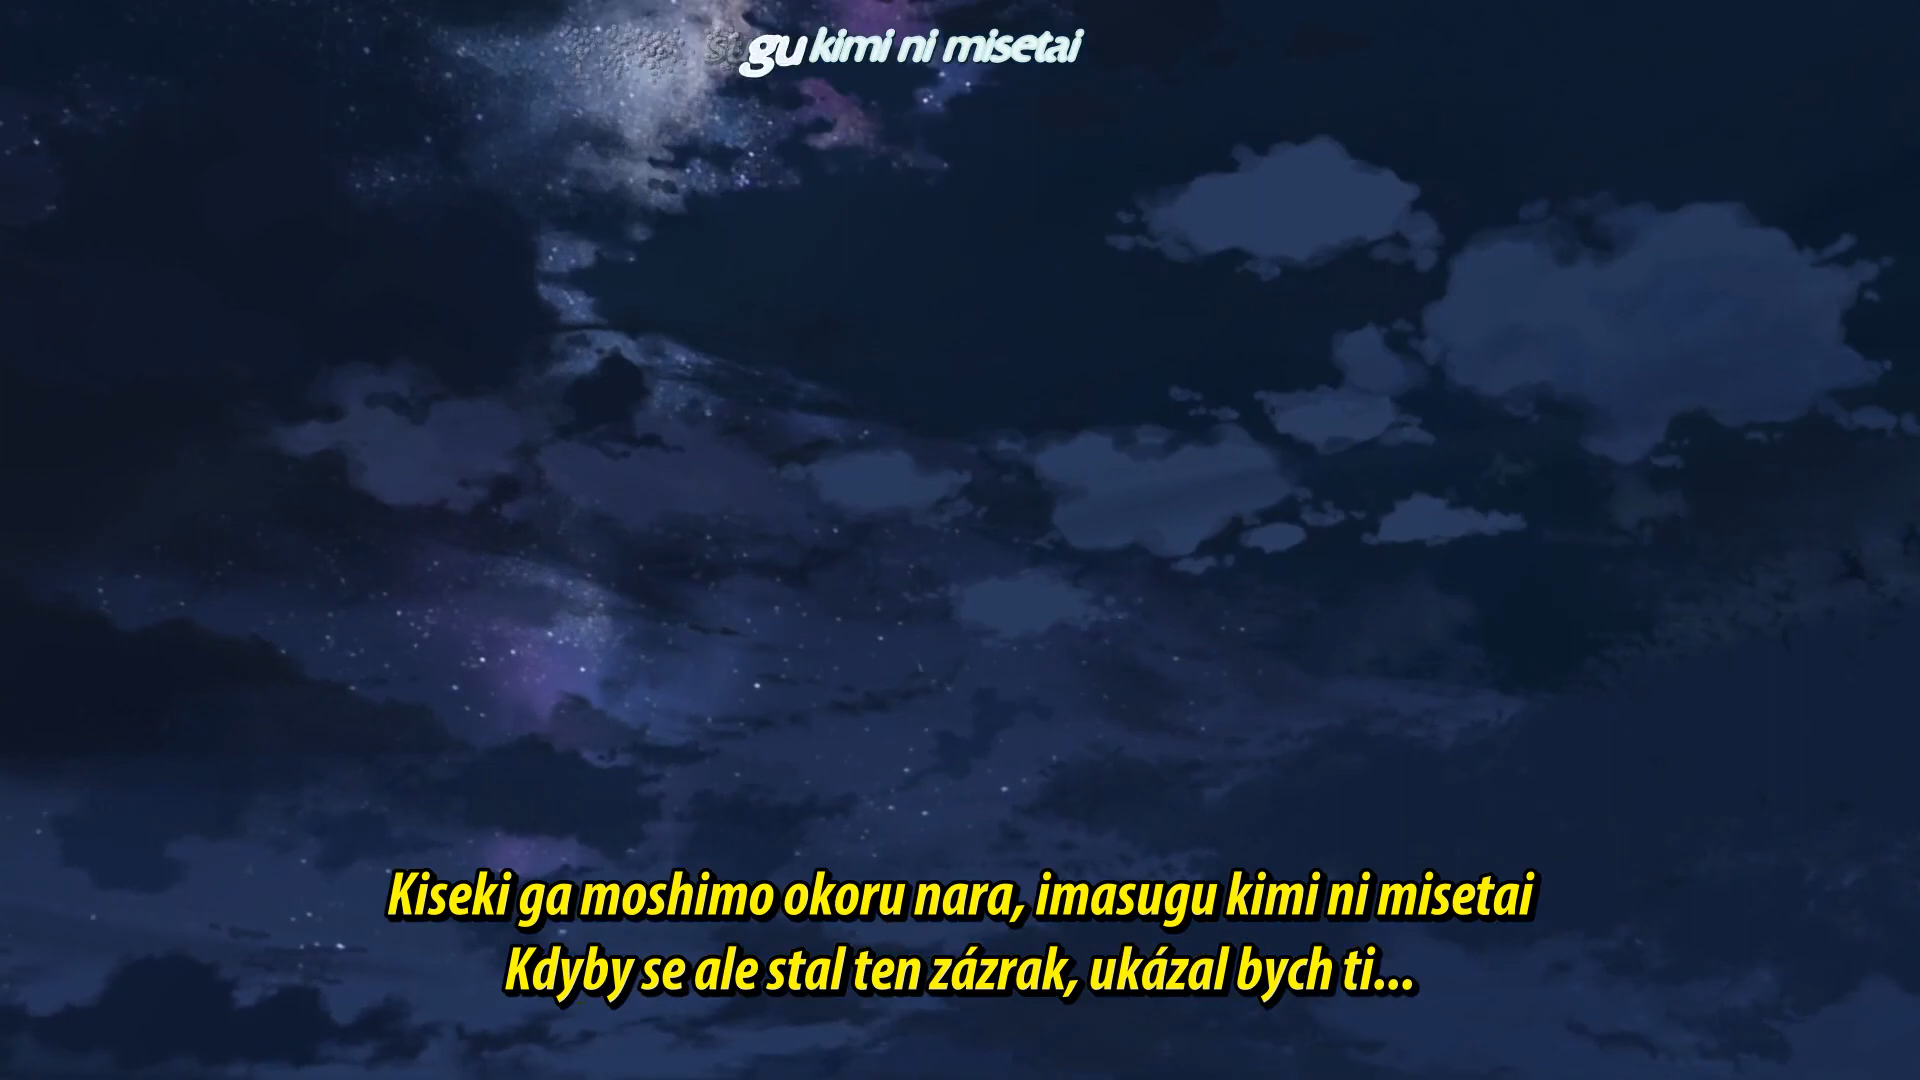 gu kimi ni misetai
Kiseki ga moshimo okoru nara, imasugu kimi ni misetai
Kdyby se ale stal ten zázrak, ukázal bych ti...